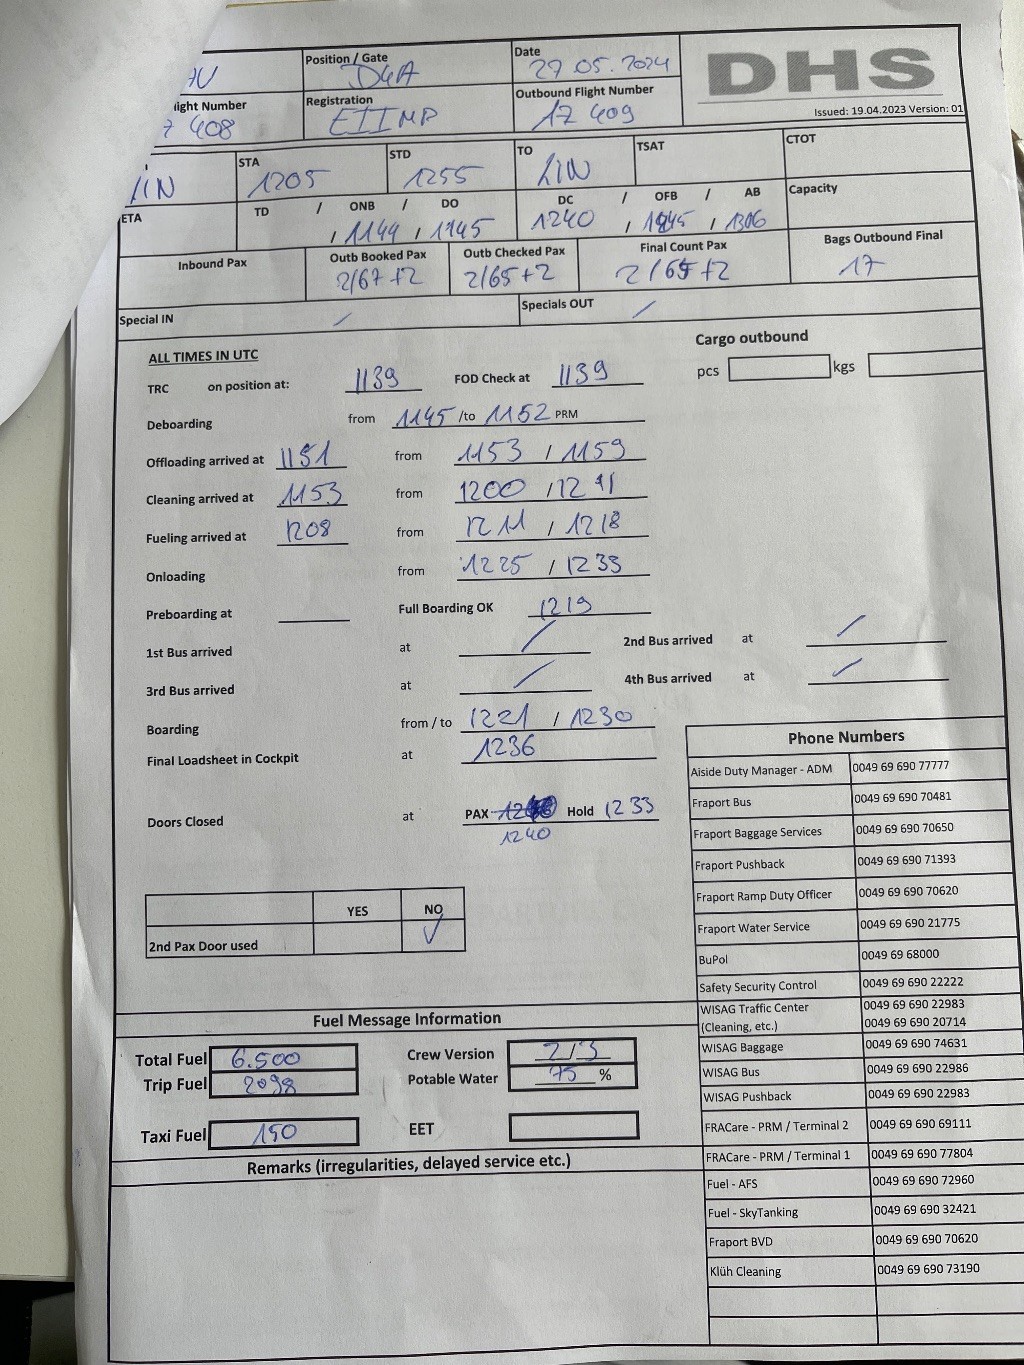 Position / Gate D4A Date 27.05.2024 DHS
light Number 408 Registration EIIMP Outbound Flight Number AZ 409 Issued: 19.04.2023 Version: 01
LIN STA 1205 STD 1255 TO LIN TSAT CTOT
ETA TD / ONB / DO DC / OFB / AB Capacity
, 1144 , 1145 1240 , 1245 , 1306
Inbound Pax Outb Booked Pax Outb Checked Pax Final Count Pax Bags Outbound Final
2/67 +2 2/65 +2 2/65 +2 17
Special IN / Specials OUT /
ALL TIMES IN UTC Cargo outbound
TRC on position at: 1139 FOD Check at 1139 pcs kgs
Deboarding from 1145 /to 1152 PRM
Offloading arrived at 1151 from 1153 / 1159
Cleaning arrived at 1153 from 1200 / 1211
Fueling arrived at 1208 from 1211 / 1218
Onloading from 1225 / 1233
Preboarding at Full Boarding OK 1219
1st Bus arrived at / 2nd Bus arrived at /
3rd Bus arrived at / 4th Bus arrived at /
Boarding from / to 1221 / 1230
Final Loadsheet in Cockpit at 1236
Doors Closed at PAX Hold 1233
1240
YES NO
2nd Pax Door used √
Phone Numbers
Aiside Duty Manager - ADM 0049 69 690 77777
Fraport Bus 0049 69 690 70481
Fraport Baggage Services 0049 69 690 70650
Fraport Pushback 0049 69 690 71393
Fraport Ramp Duty Officer 0049 69 690 70620
Fraport Water Service 0049 69 690 21775
BuPol 0049 69 68000
Safety Security Control 0049 69 690 22222
WISAG Traffic Center 0049 69 690 22983
(Cleaning, etc.) 0049 69 690 20714
WISAG Baggage 0049 69 690 74631
WISAG Bus 0049 69 690 22986
WISAG Pushback 0049 69 690 22983
FRACare - PRM / Terminal 2 0049 69 690 69111
FRACare - PRM / Terminal 1 0049 69 690 77804
Fuel - AFS 0049 69 690 72960
Fuel - SkyTanking 0049 69 690 32421
Fraport BVD 0049 69 690 70620
Klüh Cleaning 0049 69 690 73190
Fuel Message Information
Total Fuel 6.500 Crew Version 2/3
Trip Fuel 2098 Potable Water 75 %
Taxi Fuel 150 EET
Remarks (irregularities, delayed service etc.)